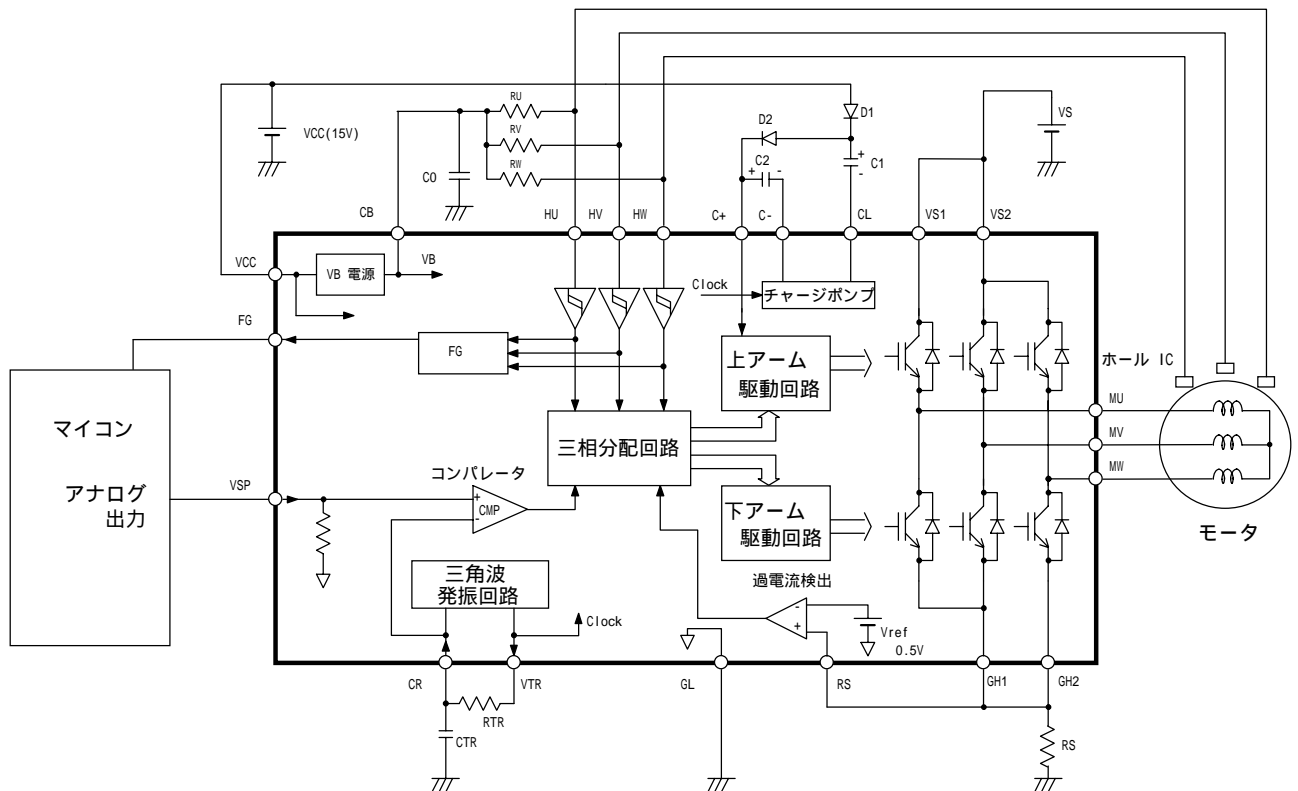 RU
D1
VS
VCC(15V)
RV
D2
RW
+
C2
-
+
-
C1
C0
CB
HU
HV
HW
C+
C-
CL
VS1
VS2
VCC
VB 電源
VB
Clock
チャージポンプ
FG
FG
上アーム
駆動回路
ホール IC
MU
マイコン
三相分配回路
MV
アナログ
出力
VSP
コンパレータ
MW
+
CMP
-
下アーム
駆動回路
モータ
三角波
発振回路
過電流検出
Clock
-
+
Vref
0.5V
CR
VTR
GL
RS
GH1
GH2
RTR
CTR
RS